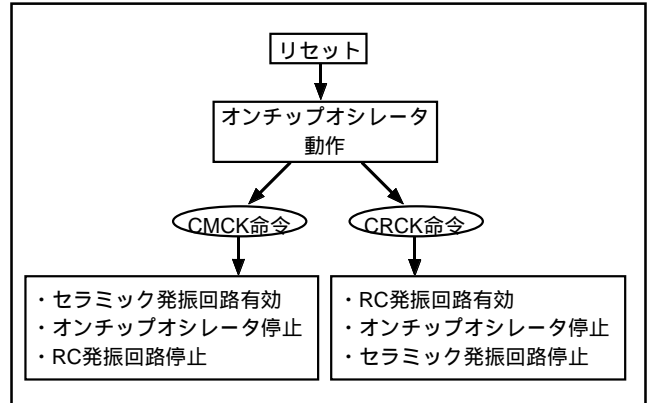 リセット
オンチップオシレータ
動作
CMCK命令
CRCK命令
・セラミック発振回路有効
・オンチップオシレータ停止
・RC発振回路停止
・RC発振回路有効
・オンチップオシレータ停止
・セラミック発振回路停止